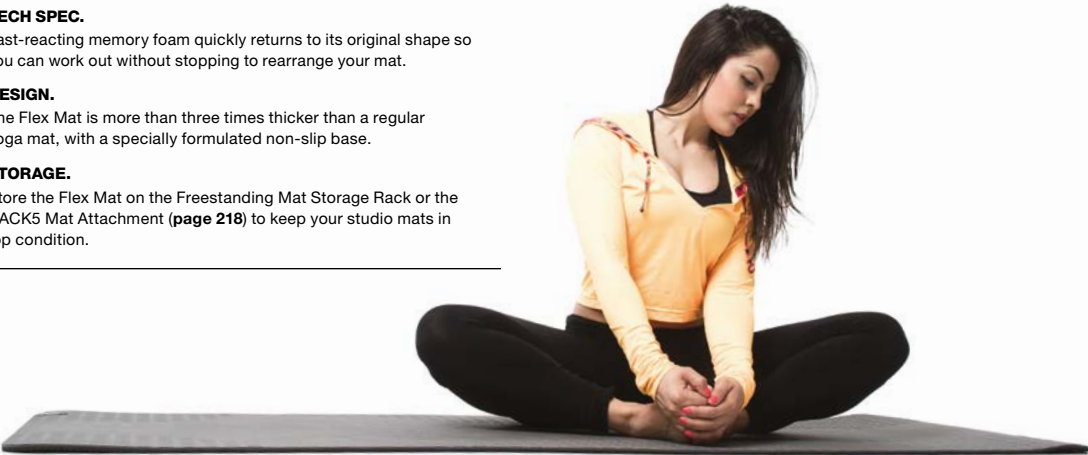 ECH SPEC.
ast-reacting memory foam quickly returns to its original shape so
ou can work out without stopping to rearrange your mat.
ESIGN.
he Flex Mat is more than three times thicker than a regular
oga mat, with a specially formulated non-slip base.
TORAGE.
tore the Flex Mat on the Freestanding Mat Storage Rack or the
ACK5 Mat Attachment (page 218) to keep your studio mats in
op condition.